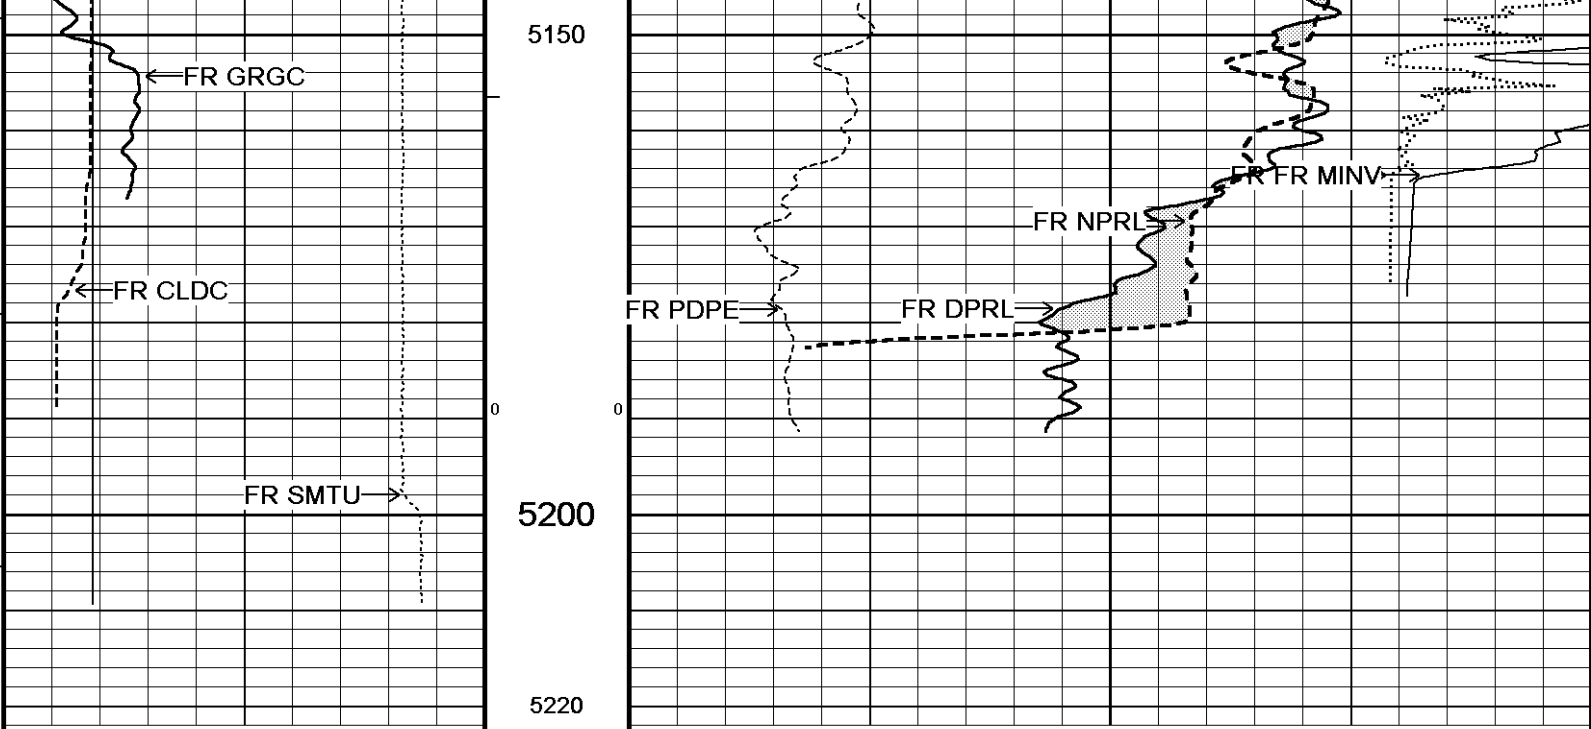 5150
FR GRGC
FR FR MINV
FR NPRL
FR CLDC
FR PDPE
FR DPRL
0
0
FR SMTU
5200
5220